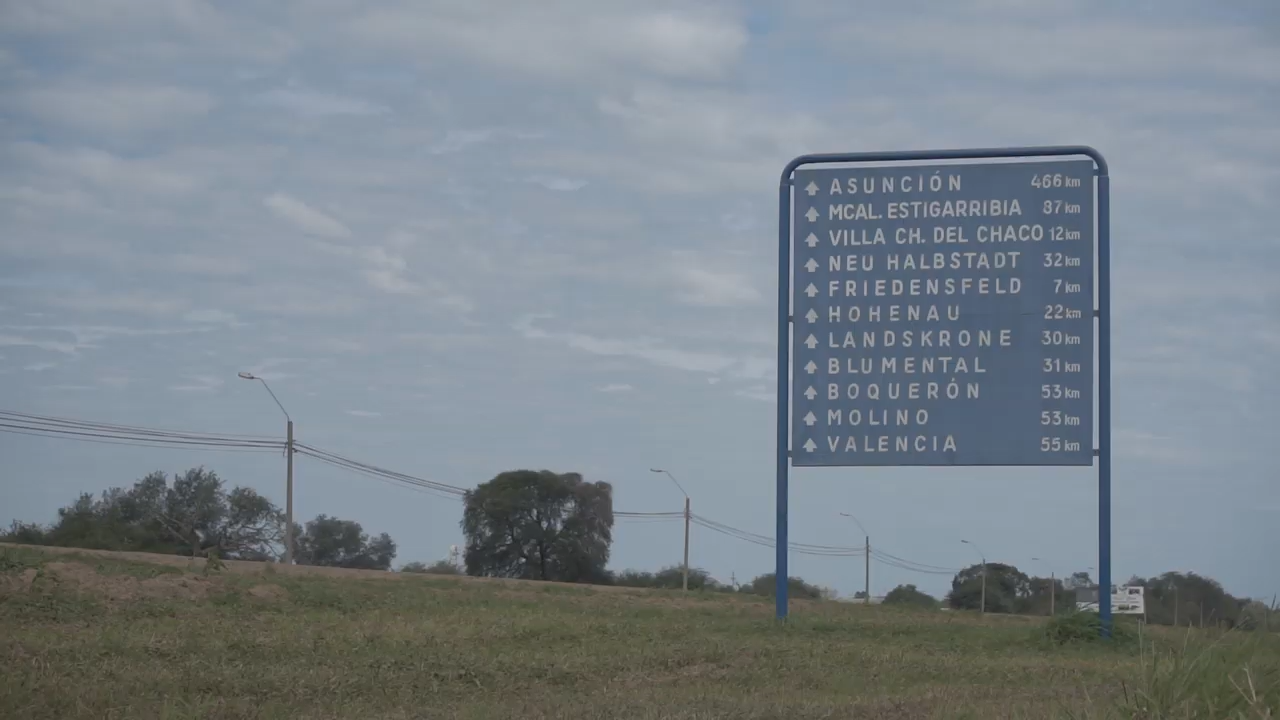 ASUNCIÓN 466 km
MCAL. ESTIGARRIBIA 87 km
VILLA CH. DEL CHACO 12 km
NEU HALBSTADT 32 km
FRIEDENSFELD 7 km
HOHENAU 22 km
LANDSKRONE 30 km
BLUMENTAL 31 km
BOQUERÓN 53 km
MOLINO 53 km
VALENCIA 55 km